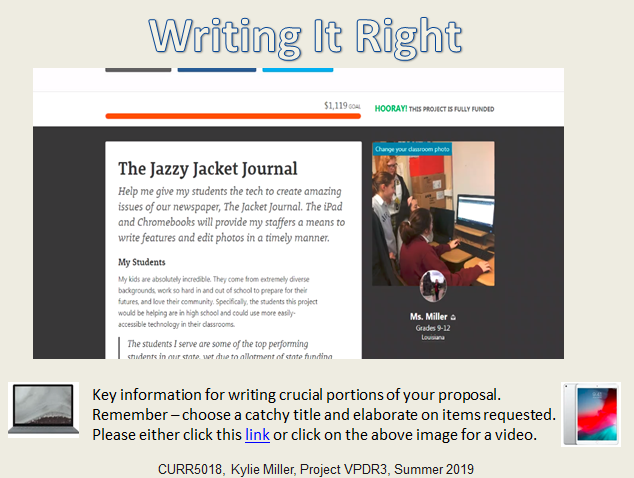 Writing It Right
$1,119 GOAL
HOORAY! THIS PROJECT IS FULLY FUNDED
The Jazzy Jacket Journal
Help me give my students the tech to create amazing
issues of our newspaper, The Jacket Journal. The iPad
and Chromebooks will provide my staffers a means to
write features and edit photos in a timely manner.
My Students
My kids are absolutely incredible. They come from extremely diverse
backgrounds, work so hard in and out of school to prepare for their
futures, and love their community. Specifically, the students this project
would be helping are in high school and could use more easily-
accessible technology in their classrooms.
The students I serve are some of the top performing
students in our state, yet due to allotment of state funding
Change your classroom photo
Ms. Miller
Grades 9-12
Louisiana
Key information for writing crucial portions of your proposal.
Remember – choose a catchy title and elaborate on items requested.
Please either click this link or click on the above image for a video.
CURR5018, Kylie Miller, Project VPDR3, Summer 2019